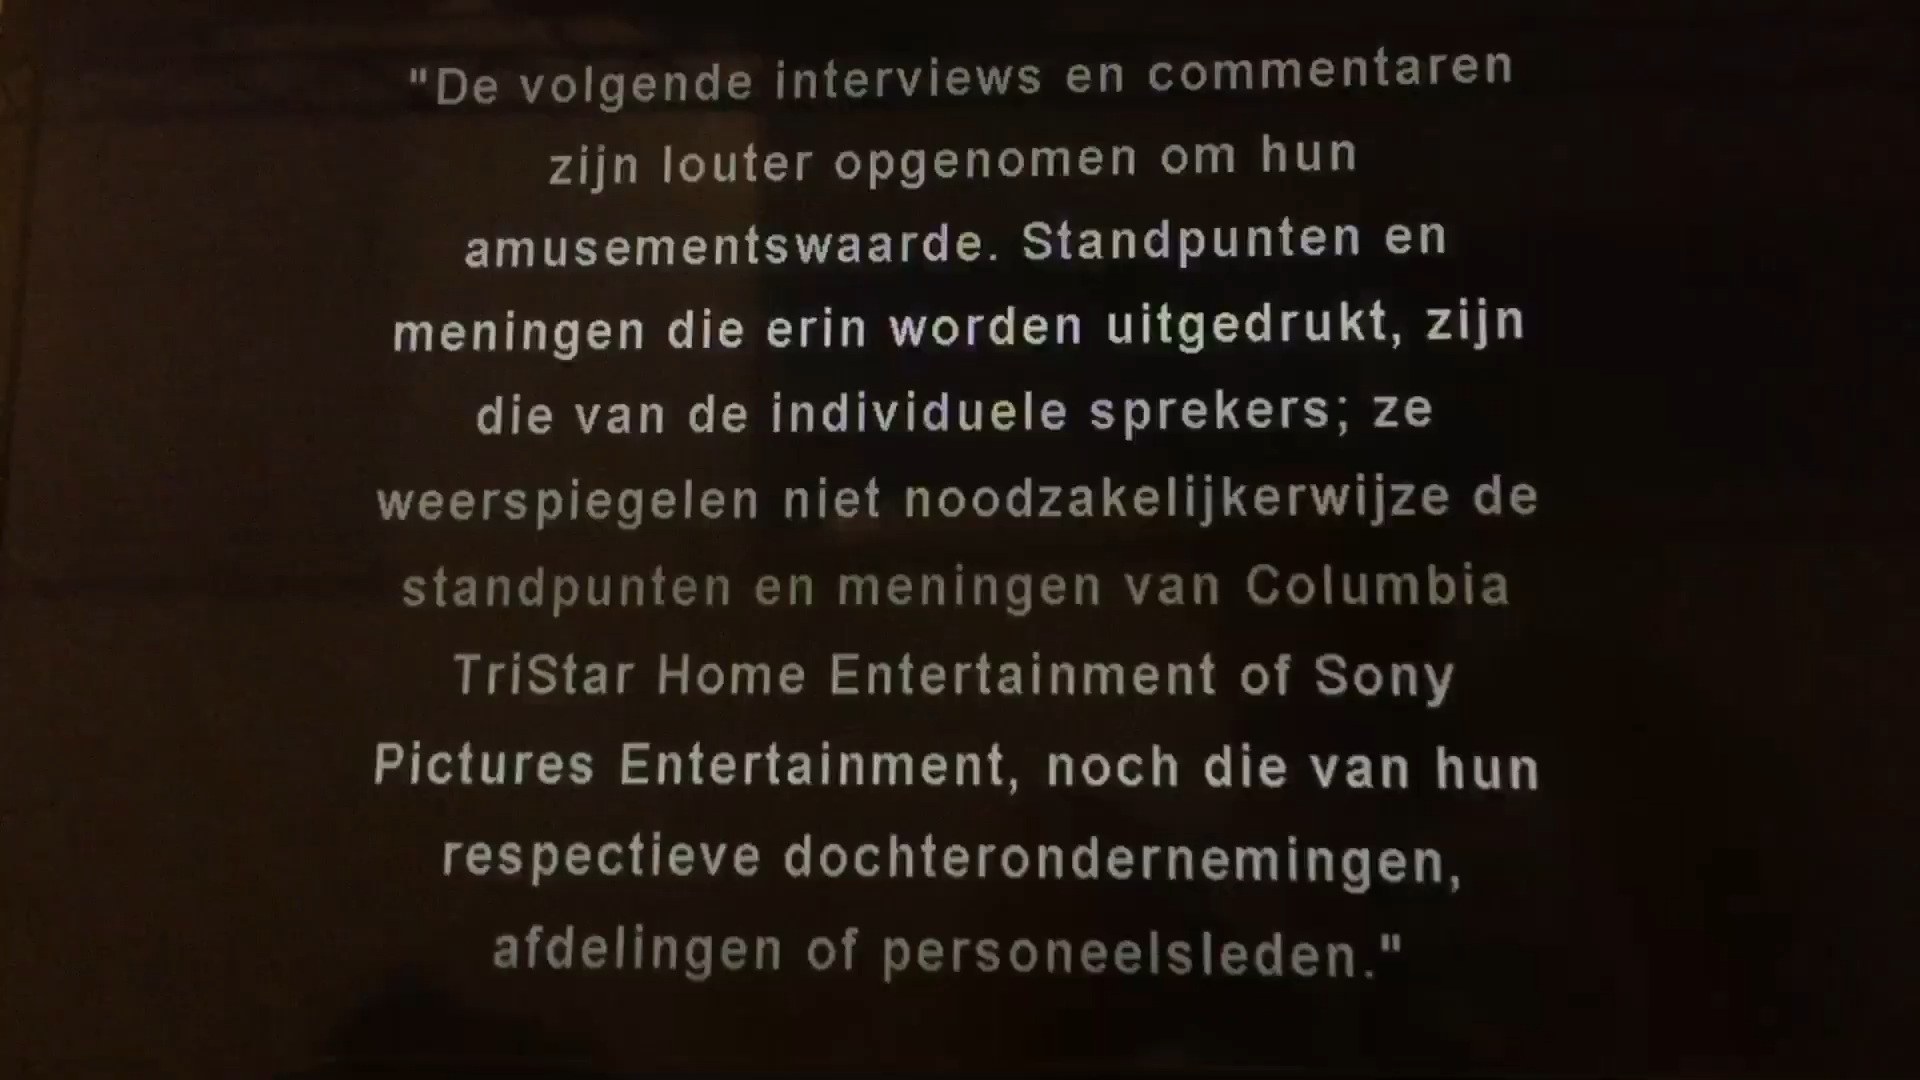 "De volgende interviews en commentaren
zijn louter opgenomen om hun
amusementswaarde. Standpunten en
meningen die erin worden uitgedrukt, zijn
die van de individuele sprekers; ze
weerspiegelen niet noodzakelijkerwijze de
standpunten en meningen van Columbia
TriStar Home Entertainment of Sony
Pictures Entertainment, noch die van hun
respectieve dochterondernemingen,
afdelingen of personeelsleden."